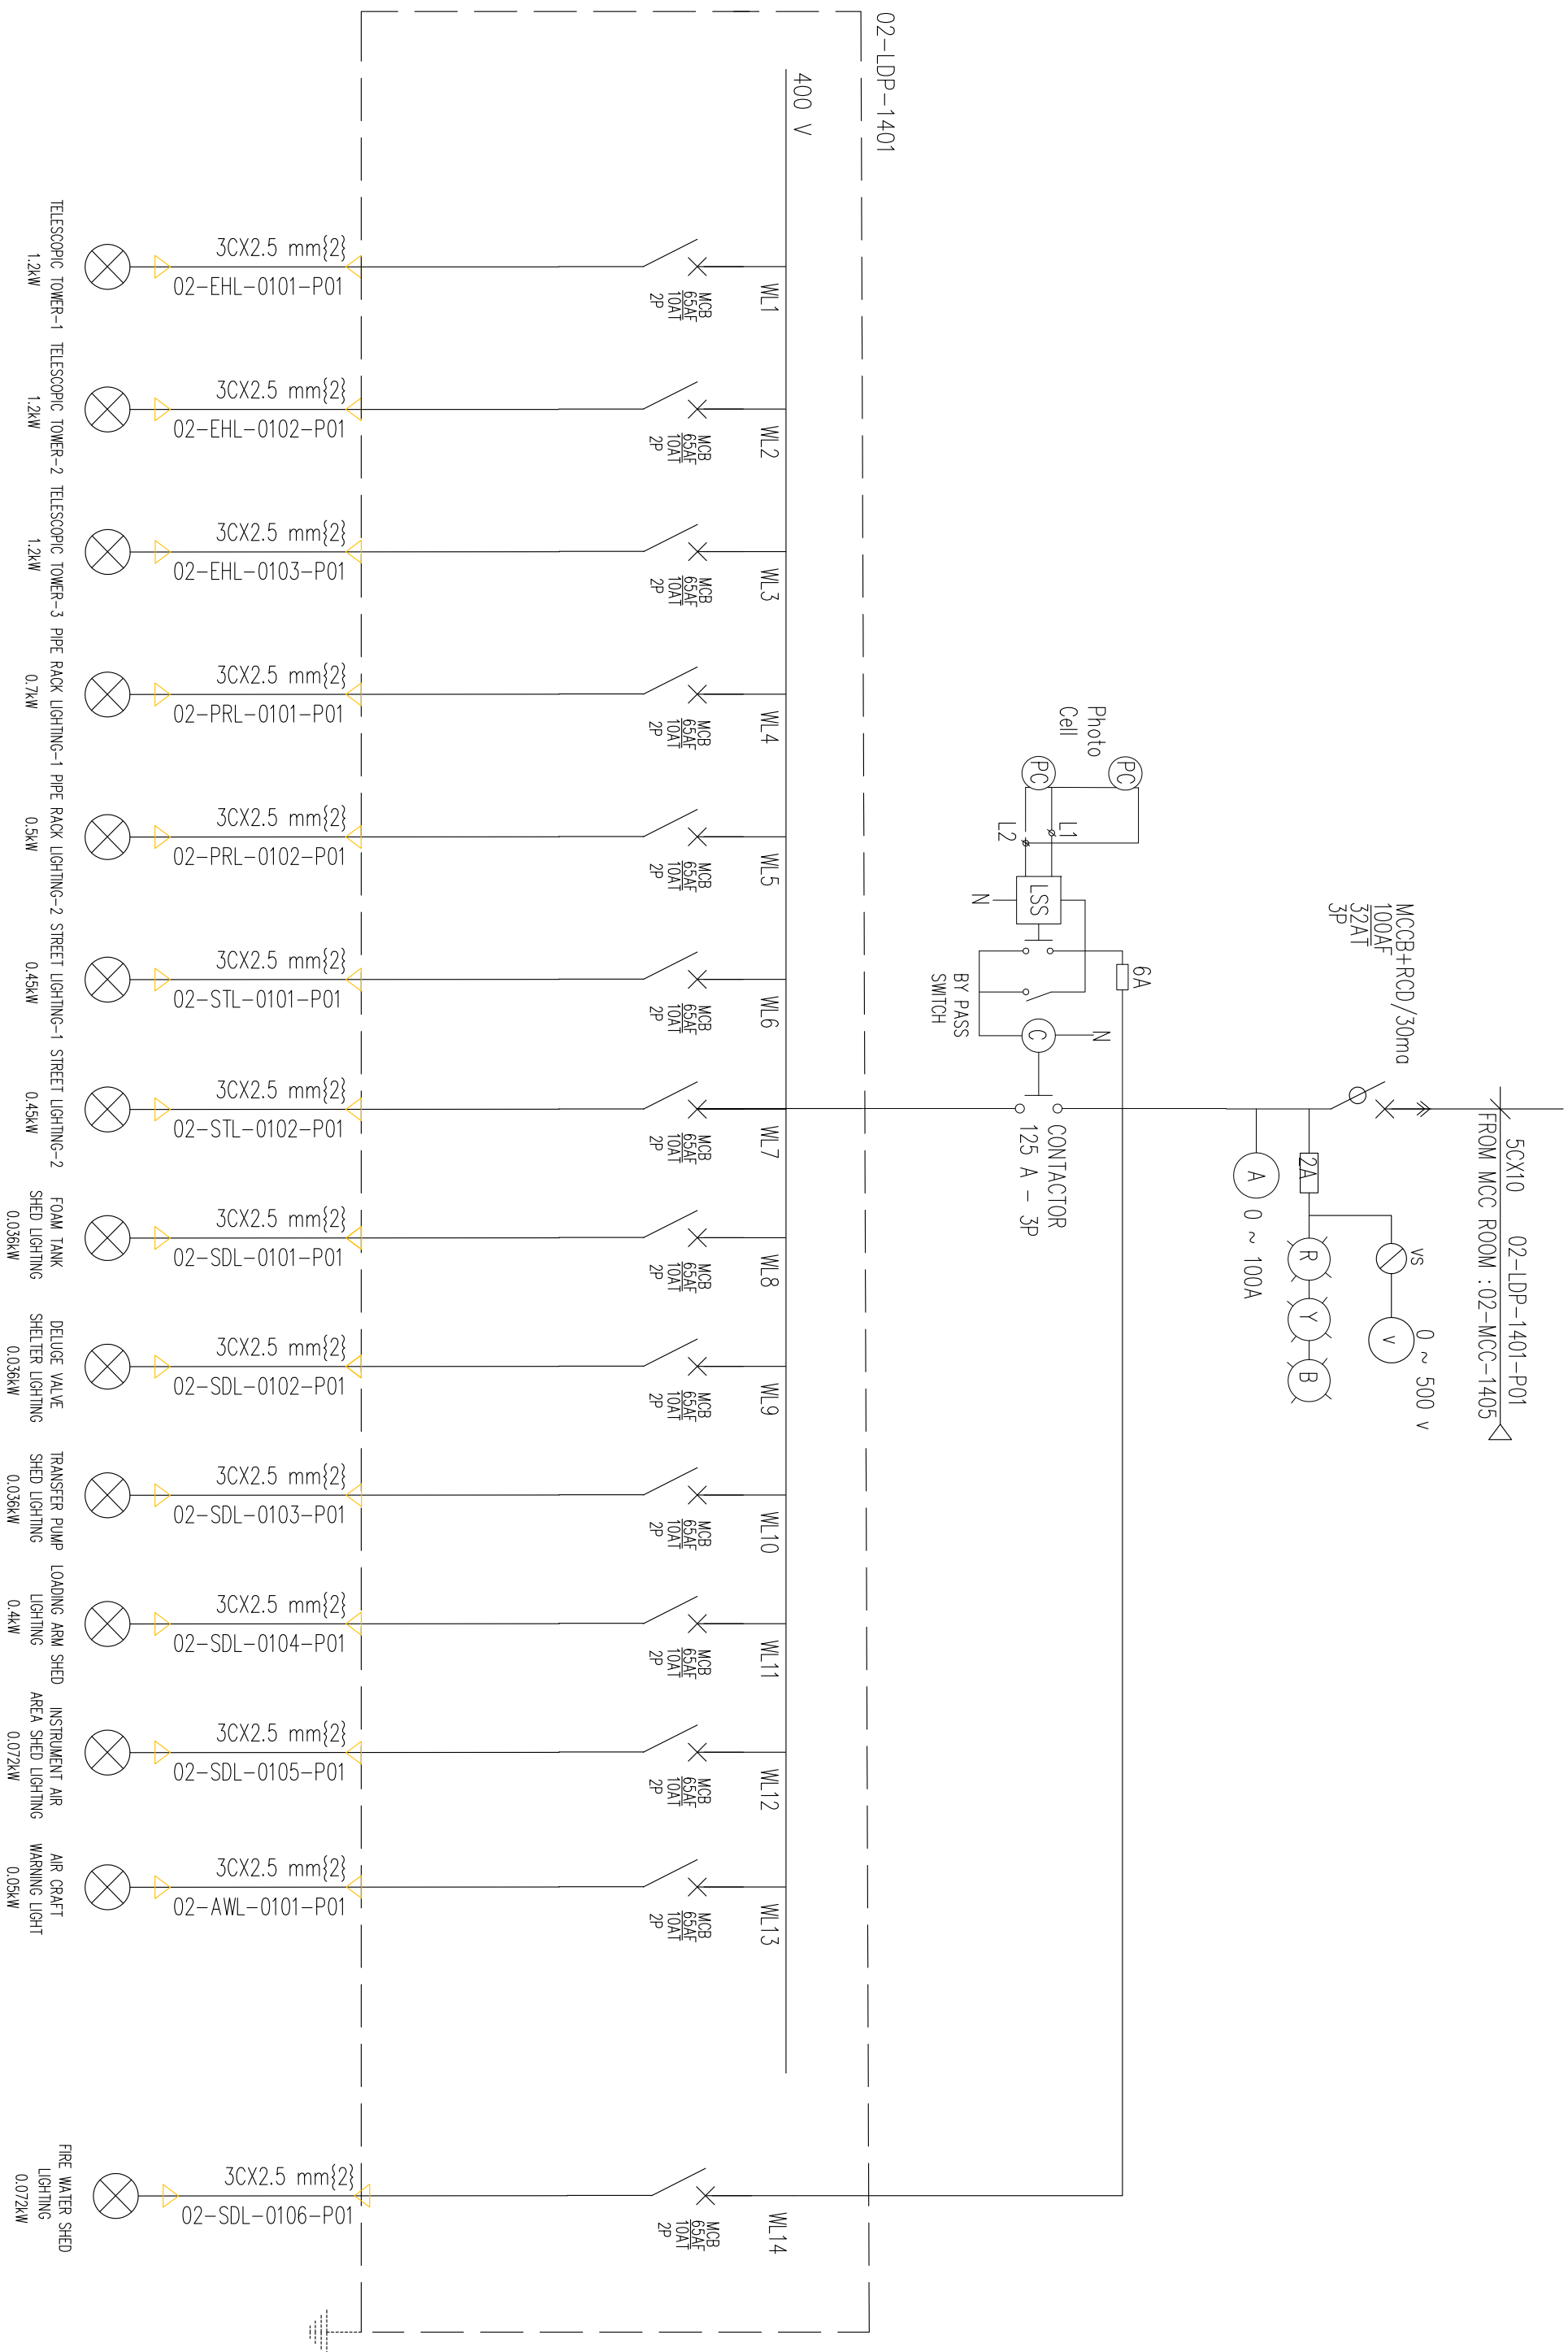 5CX10 02-LDP-1401-P01
FROM MCC ROOM :02-MCC-1405
MCCB+RCD/30ma
100AF
32AT
3P
VS
V
0 ~ 500 v
2A
R
Y
B
A
0 ~ 100A
6A
Photo
Cell
PC
PC
L1
L2
LSS
N
BY PASS
SWITCH
C
N
CONTACTOR
125 A - 3P
02-LDP-1401
400 V
WL1
MCB
65AF
10AT
2P
3CX2.5 mm{2}
02-EHL-0101-P01
TELESCOPIC TOWER-1
1.2kW
WL2
MCB
65AF
10AT
2P
3CX2.5 mm{2}
02-EHL-0102-P01
TELESCOPIC TOWER-2
1.2kW
WL3
MCB
65AF
10AT
2P
3CX2.5 mm{2}
02-EHL-0103-P01
TELESCOPIC TOWER-3
1.2kW
WL4
MCB
65AF
10AT
2P
3CX2.5 mm{2}
02-PRL-0101-P01
PIPE RACK LIGHTING-1
0.7kW
WL5
MCB
65AF
10AT
2P
3CX2.5 mm{2}
02-PRL-0102-P01
PIPE RACK LIGHTING-2
0.5kW
WL6
MCB
65AF
10AT
2P
3CX2.5 mm{2}
02-STL-0101-P01
STREET LIGHTING-1
0.45kW
WL7
MCB
65AF
10AT
2P
3CX2.5 mm{2}
02-STL-0102-P01
STREET LIGHTING-2
0.45kW
WL8
MCB
65AF
10AT
2P
3CX2.5 mm{2}
02-SDL-0101-P01
FOAM TANK
SHED LIGHTING
0.036kW
WL9
MCB
65AF
10AT
2P
3CX2.5 mm{2}
02-SDL-0102-P01
DELUGE VALVE
SHELTER LIGHTING
0.036kW
WL10
MCB
65AF
10AT
2P
3CX2.5 mm{2}
02-SDL-0103-P01
TRANSFER PUMP
SHED LIGHTING
0.036kW
WL11
MCB
65AF
10AT
2P
3CX2.5 mm{2}
02-SDL-0104-P01
LOADING ARM SHED
LIGHTING
0.4kW
WL12
MCB
65AF
10AT
2P
3CX2.5 mm{2}
02-SDL-0105-P01
INSTRUMENT AIR
AREA SHED LIGHTING
0.072kW
WL13
MCB
65AF
10AT
2P
3CX2.5 mm{2}
02-AWL-0101-P01
AIR CRAFT
WARNING LIGHT
0.05kW
WL14
MCB
65AF
10AT
2P
3CX2.5 mm{2}
02-SDL-0106-P01
FIRE WATER SHED
LIGHTING
0.072kW